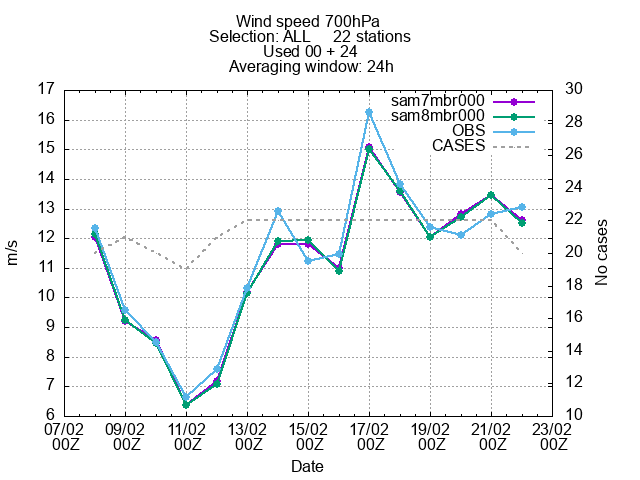 Wind speed 700hPa
Selection: ALL 22 stations
Used 00 + 24
Averaging window: 24h
17 30
sam7mbr000
sam8mbr000
OBS
CASES
16 28
15 26
14 24
13 22
12 20
11 18
10 16
9 14
8 12
7 10
6
m/s
No cases
07/02 09/02 11/02 13/02 15/02 17/02 19/02 21/02 23/02
00Z 00Z 00Z 00Z 00Z 00Z 00Z 00Z 00Z
Date